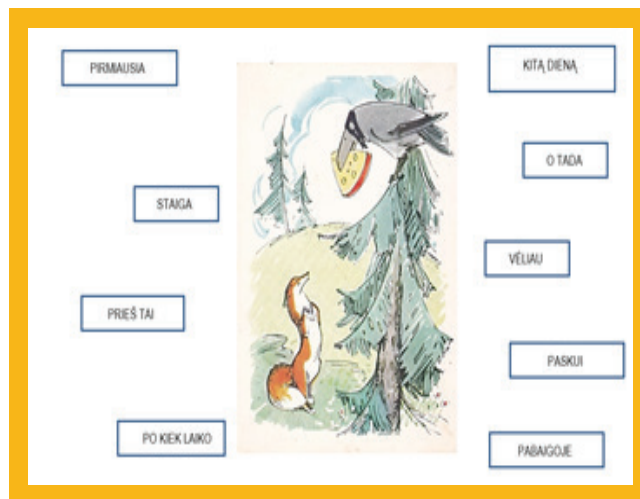 PIRMIAUSIA
KITĄ DIENĄ
O TADA
STAIGA
VĖLIAU
PRIEŠ TAI
PASKUI
PO KIEK LAIKO
PABAIGOJE